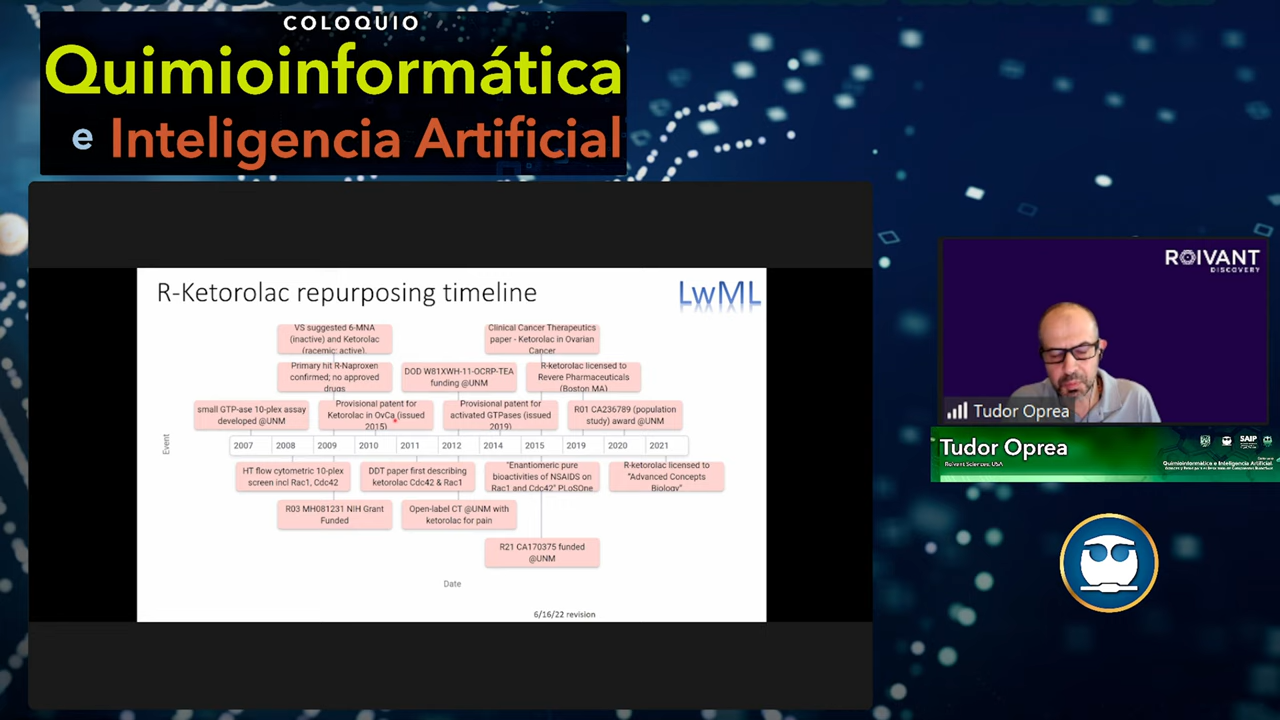 COLOQUIO
Quimioinformática
e Inteligencia Artificial
R-Ketorolac repurposing timeline
LwML
VS suggested 6-MNA
(inactive) and Ketorolac
(racemic: active).
Clinical Cancer Therapeutics
paper - Ketorolac in Ovarian
Cancer
Primary hit R-Naproxen
confirmed; no approved
drugs
DOD W81XWH-11-OCRP-TEA
funding @UNM
R-ketorolac licensed to
Revere Pharmaceuticals
(Boston MA)
small GTP-ase 10-plex assay
developed @UNM
Provisional patent for
Ketorolac in OvCa (issued
2015)
Provisional patent for
activated GTPases (issued
2019)
R01 CA236789 (population
study) award @UNM
Event
2007 2008 2009 2010 2011 2012 2014 2015 2019 2020 2021
HT flow cytometric 10-plex
screen incl Rac1, Cdc42
DDT paper first describing
ketorolac Cdc42 & Rac1
"Enantiomeric pure
bioactivities of NSAIDS on
Rac1 and Cdc42" PLoSOne
R-ketorolac licensed to
"Advanced Concepts
Biology"
R03 MH081231 NIH Grant
Funded
Open-label CT @UNM with
ketorolac for pain
R21 CA170375 funded
@UNM
Date
6/16/22 revision
ROIVANT
DISCOVERY
Tudor Oprea
Tudor Oprea
Roivant Sciences, USA
SAIP
Quimioinformática e Inteligencia Artificial